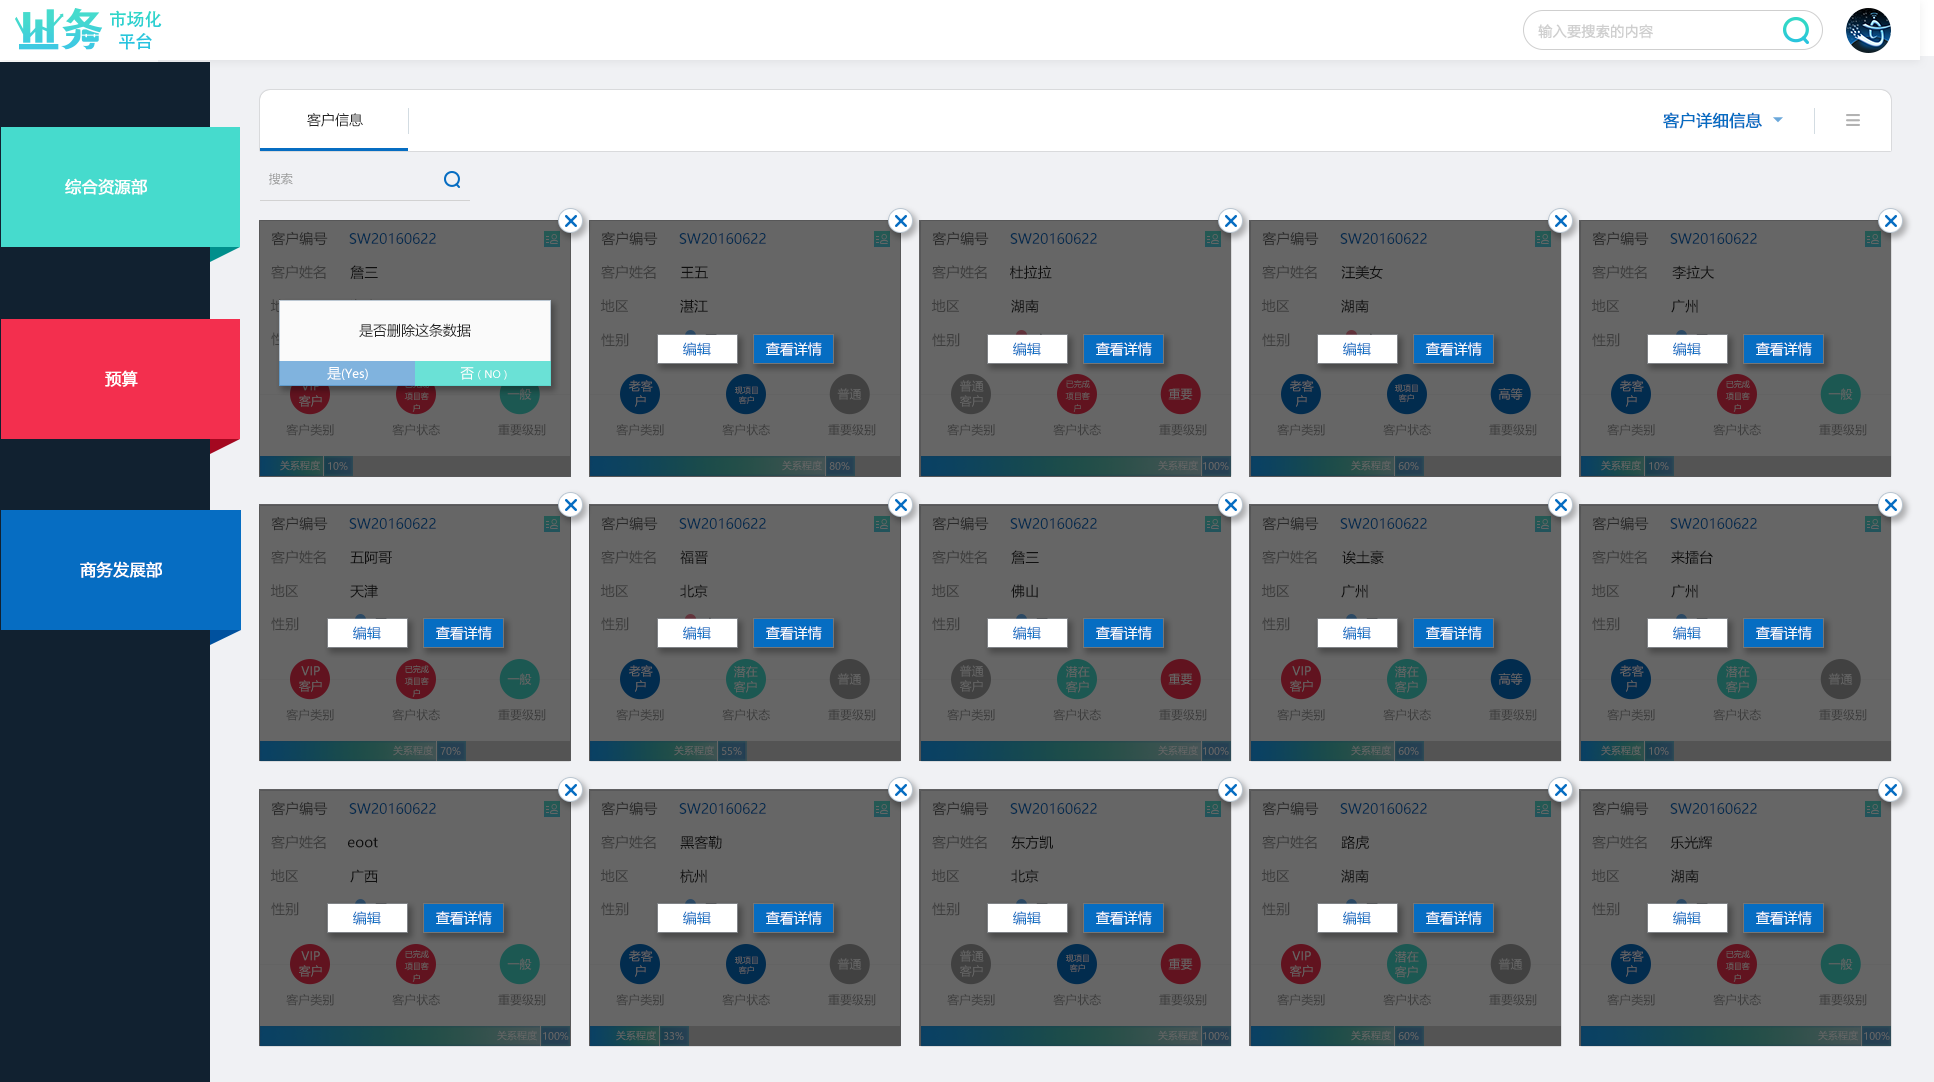 业务 市场化
平台
输入要搜索的内容
客户信息
客户详细信息
搜索
综合资源部
预算
商务发展部
客户编号 SW20160622
客户姓名 詹三
是否删除这条数据
是(Yes) 否 ( NO )
VIP
客户
已完成
项目客
户
一般
客户类别 客户状态 重要级别
关系程度 10%
客户编号 SW20160622
客户姓名 王五
地区 湛江
性别
编辑 查看详情
老客
户
现项目
客户
普通
客户类别 客户状态 重要级别
关系程度 80%
客户编号 SW20160622
客户姓名 杜拉拉
地区 湖南
性别
编辑 查看详情
普通
客户
已完成
项目客
户
重要
客户类别 客户状态 重要级别
关系程度 100%
客户编号 SW20160622
客户姓名 汪美女
地区 湖南
性别
编辑 查看详情
老客
户
现项目
客户
高等
客户类别 客户状态 重要级别
关系程度 60%
客户编号 SW20160622
客户姓名 李拉大
地区 广州
性别
编辑 查看详情
老客
户
已完成
项目客
户
一般
客户类别 客户状态 重要级别
关系程度 10%
客户编号 SW20160622
客户姓名 五阿哥
地区 天津
性别
编辑 查看详情
VIP
客户
已完成
项目客
户
一般
客户类别 客户状态 重要级别
关系程度 70%
客户编号 SW20160622
客户姓名 福晋
地区 北京
性别
编辑 查看详情
老客
户
潜在
客户
普通
客户类别 客户状态 重要级别
关系程度 55%
客户编号 SW20160622
客户姓名 詹三
地区 佛山
性别
编辑 查看详情
普通
客户
潜在
客户
重要
客户类别 客户状态 重要级别
关系程度 100%
客户编号 SW20160622
客户姓名 诶土豪
地区 广州
性别
编辑 查看详情
VIP
客户
潜在
客户
高等
客户类别 客户状态 重要级别
关系程度 60%
客户编号 SW20160622
客户姓名 来擂台
地区 广州
性别
编辑 查看详情
老客
户
潜在
客户
普通
客户类别 客户状态 重要级别
关系程度 10%
客户编号 SW20160622
客户姓名 eoot
地区 广西
性别
编辑 查看详情
VIP
客户
已完成
项目客
户
一般
客户类别 客户状态 重要级别
关系程度 100%
客户编号 SW20160622
客户姓名 黑客勒
地区 杭州
性别
编辑 查看详情
老客
户
现项目
客户
普通
客户类别 客户状态 重要级别
关系程度 33%
客户编号 SW20160622
客户姓名 东方凯
地区 北京
性别
编辑 查看详情
普通
客户
现项目
客户
重要
客户类别 客户状态 重要级别
关系程度 100%
客户编号 SW20160622
客户姓名 路虎
地区 湖南
性别
编辑 查看详情
VIP
客户
潜在
客户
普通
客户类别 客户状态 重要级别
关系程度 60%
客户编号 SW20160622
客户姓名 乐光辉
地区 湖南
性别
编辑 查看详情
老客
户
已完成
项目客
户
一般
客户类别 客户状态 重要级别
关系程度 100%